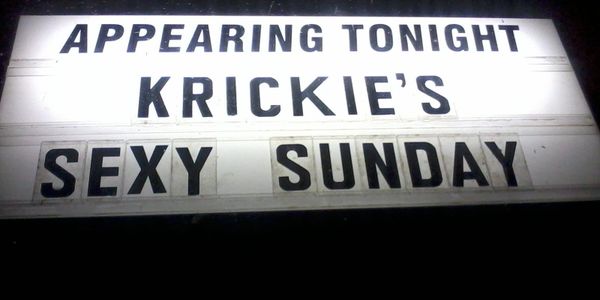 APPEARING TONIGHT
KRICKIE'S
SEXY SUNDAY